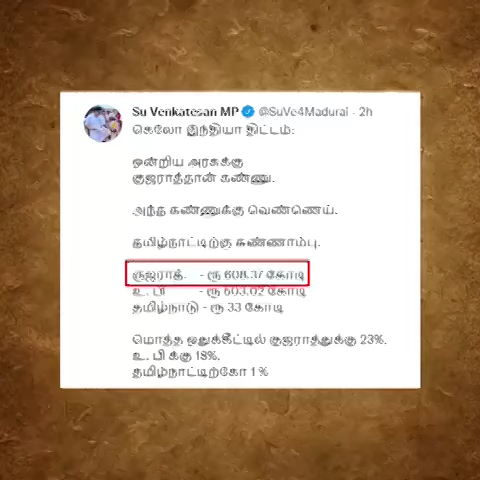 Su Venkatesan MP @SuVe4Madurai · 2h
கெலோ இந்தியா திட்டம்:
ஒன்றிய அரசுக்கு
குஜராத்தான் கண்ணு.
அந்த கண்ணுக்கு வெண்ணெய்.
தமிழ்நாட்டிற்கு சுண்ணாம்பு.
குஜராத். - ரூ 608.37 கோடி
உ. பி - ரூ 503.02 கோடி
தமிழ்நாடு - ரூ 33 கோடி
மொத்த ஒதுக்கீட்டில் குஜராத்துக்கு 23%.
உ. பி க்கு 18%.
தமிழ்நாட்டிற்கோ 1 %